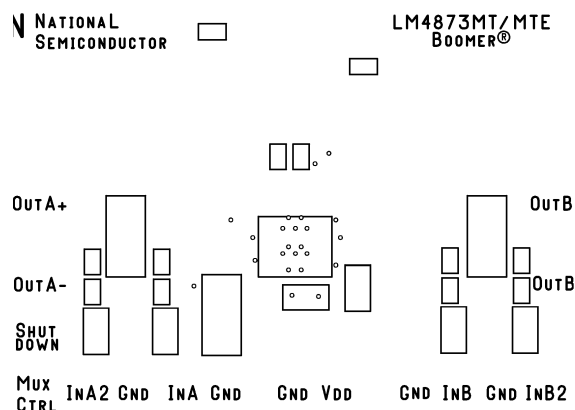 N NATIONAL
SEMICONDUCTOR
LM4873MT/MTE
BOOMER®
OUTA+
OUTB
OUTA-
OUTB
SHUT
DOWN
MUX
CTRL
INA2 GND INA GND GND VDD GND INB GND INB2